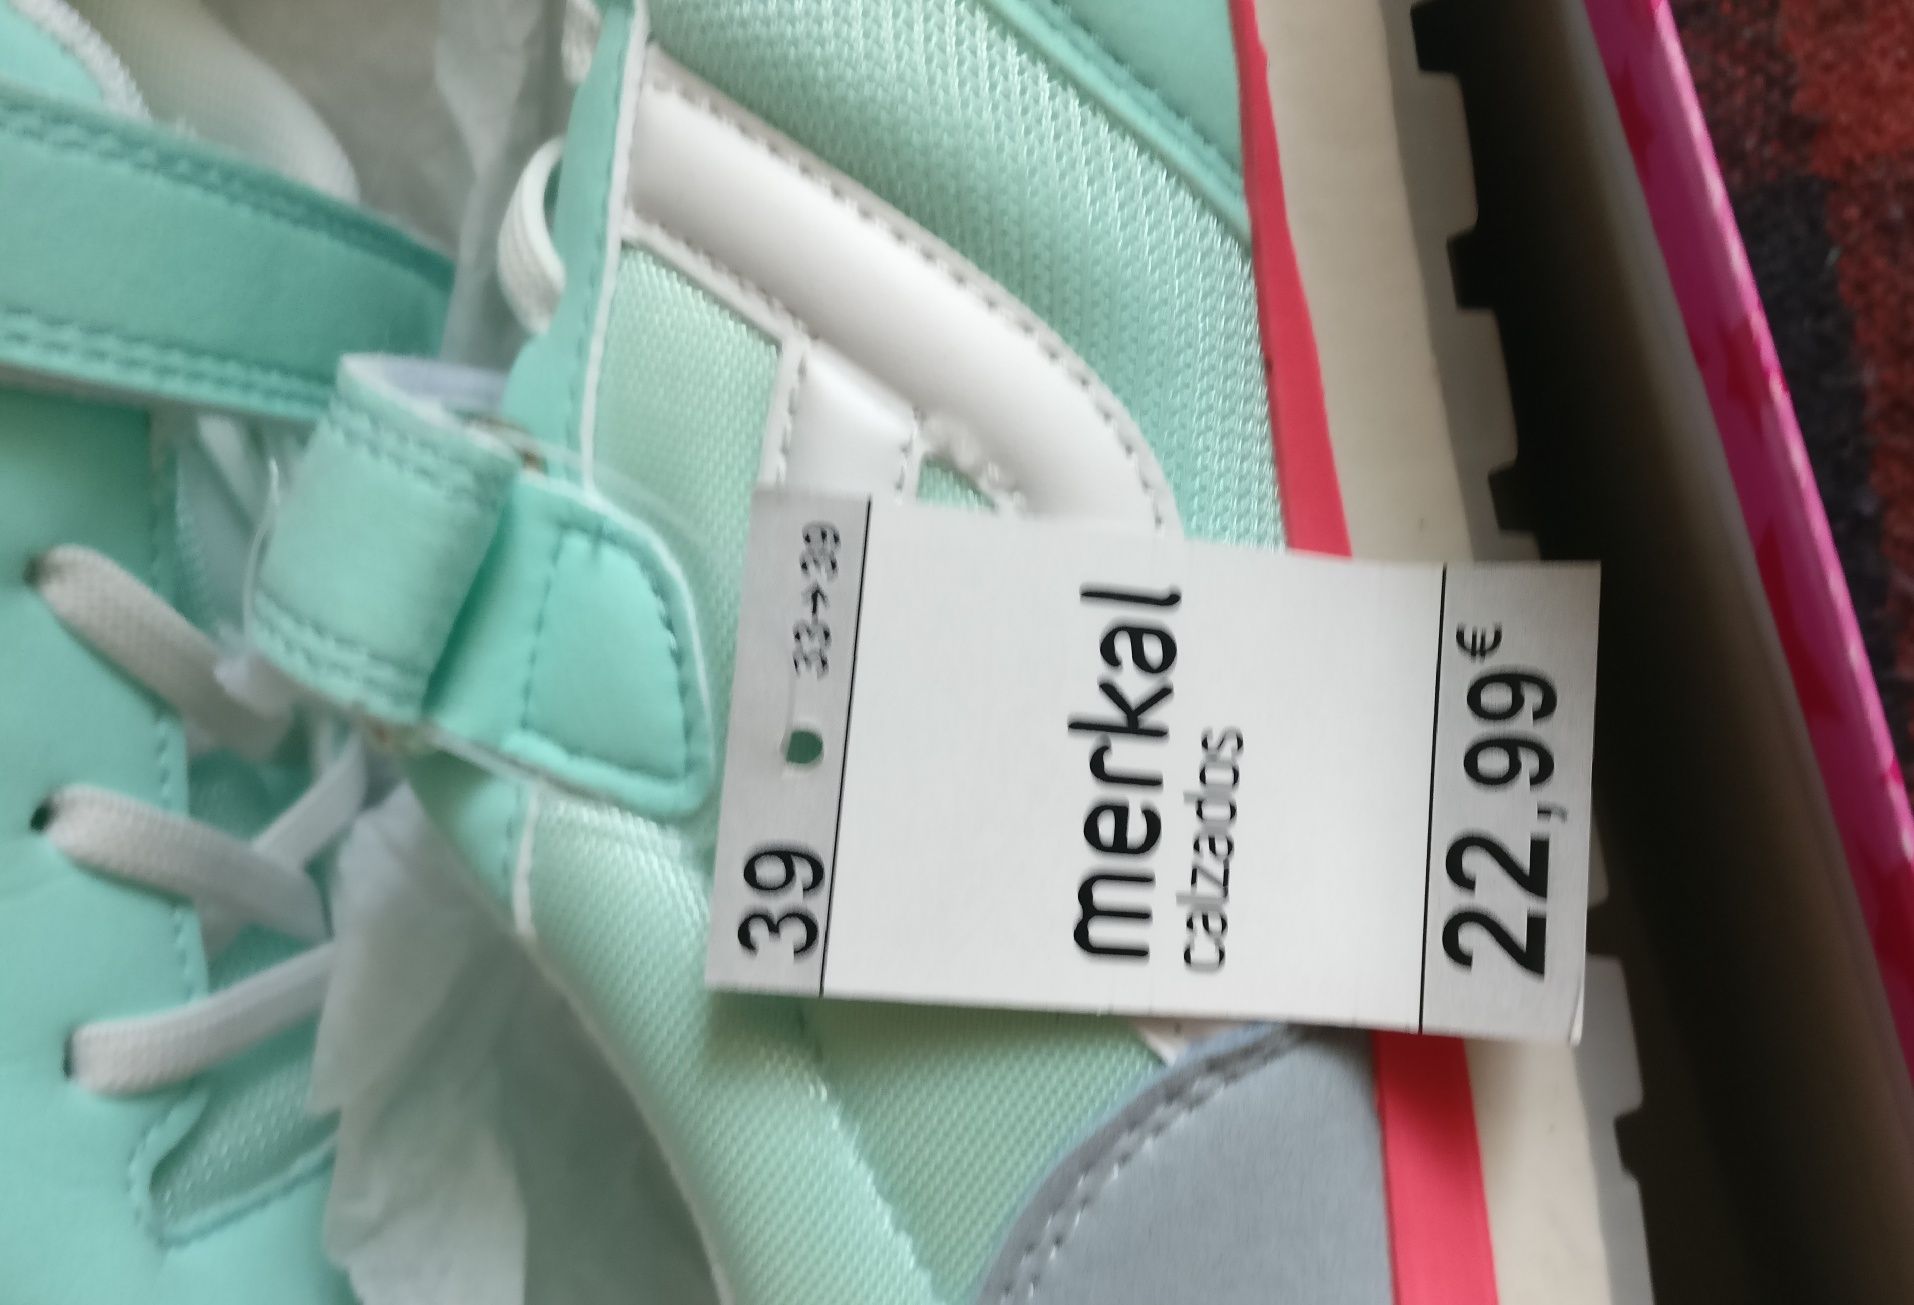 39 33→39
merkal
calzados
22,99€